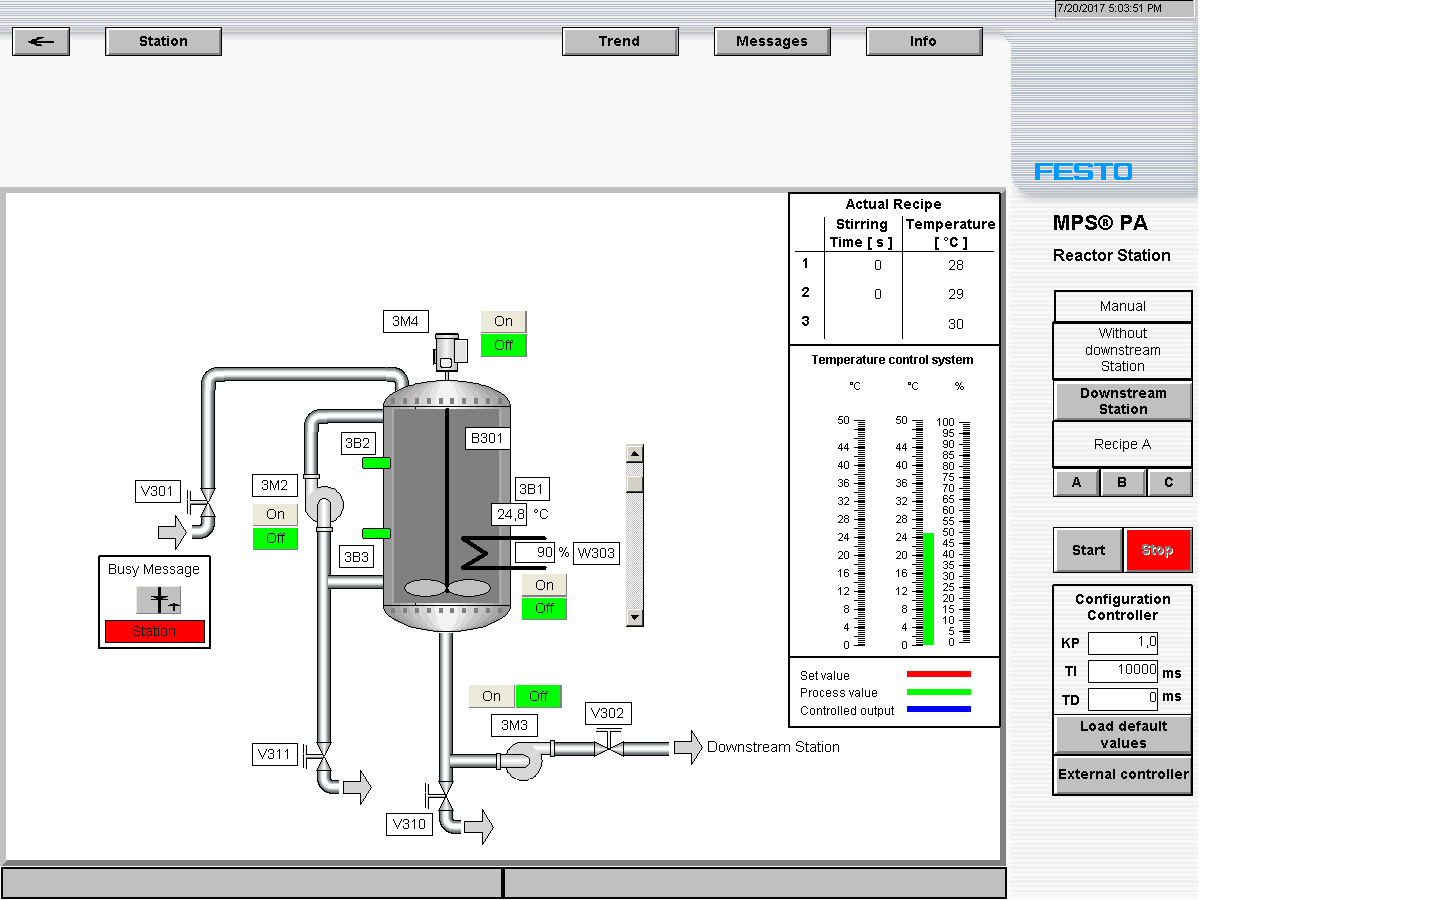 7/20/2017 5:03:51 PM
Station
Trend
Messages
Info
FESTO
MPS® PA
Reactor Station
Actual Recipe
Stirring Temperature
Time [ s ] [ °C ]
1 0 28
2 0 29
3 30
Temperature control system
°C °C %
50 50 100
95
44 44 90
85
40 40 80
75
36 36 70
65
32 32 60
55
28 28 50
45
24 24 40
35
20 20 30
25
16 16 20
15
12 12 10
5
8 8 0
4 4
0 0
Set value
Process value
Controlled output
3M4
On
Off
B301
3B2
3M2
On
Off
V301
3B1
24,8 °C
3B3
90 % W303
On
Off
Busy Message
Station
On Off
3M3
V302
Downstream Station
V311
V310
Manual
Without
downstream
Station
Downstream
Station
Recipe A
A B C
Start Stop
Configuration
Controller
KP 1,0
TI 10000 ms
TD 0 ms
Load default
values
External controller